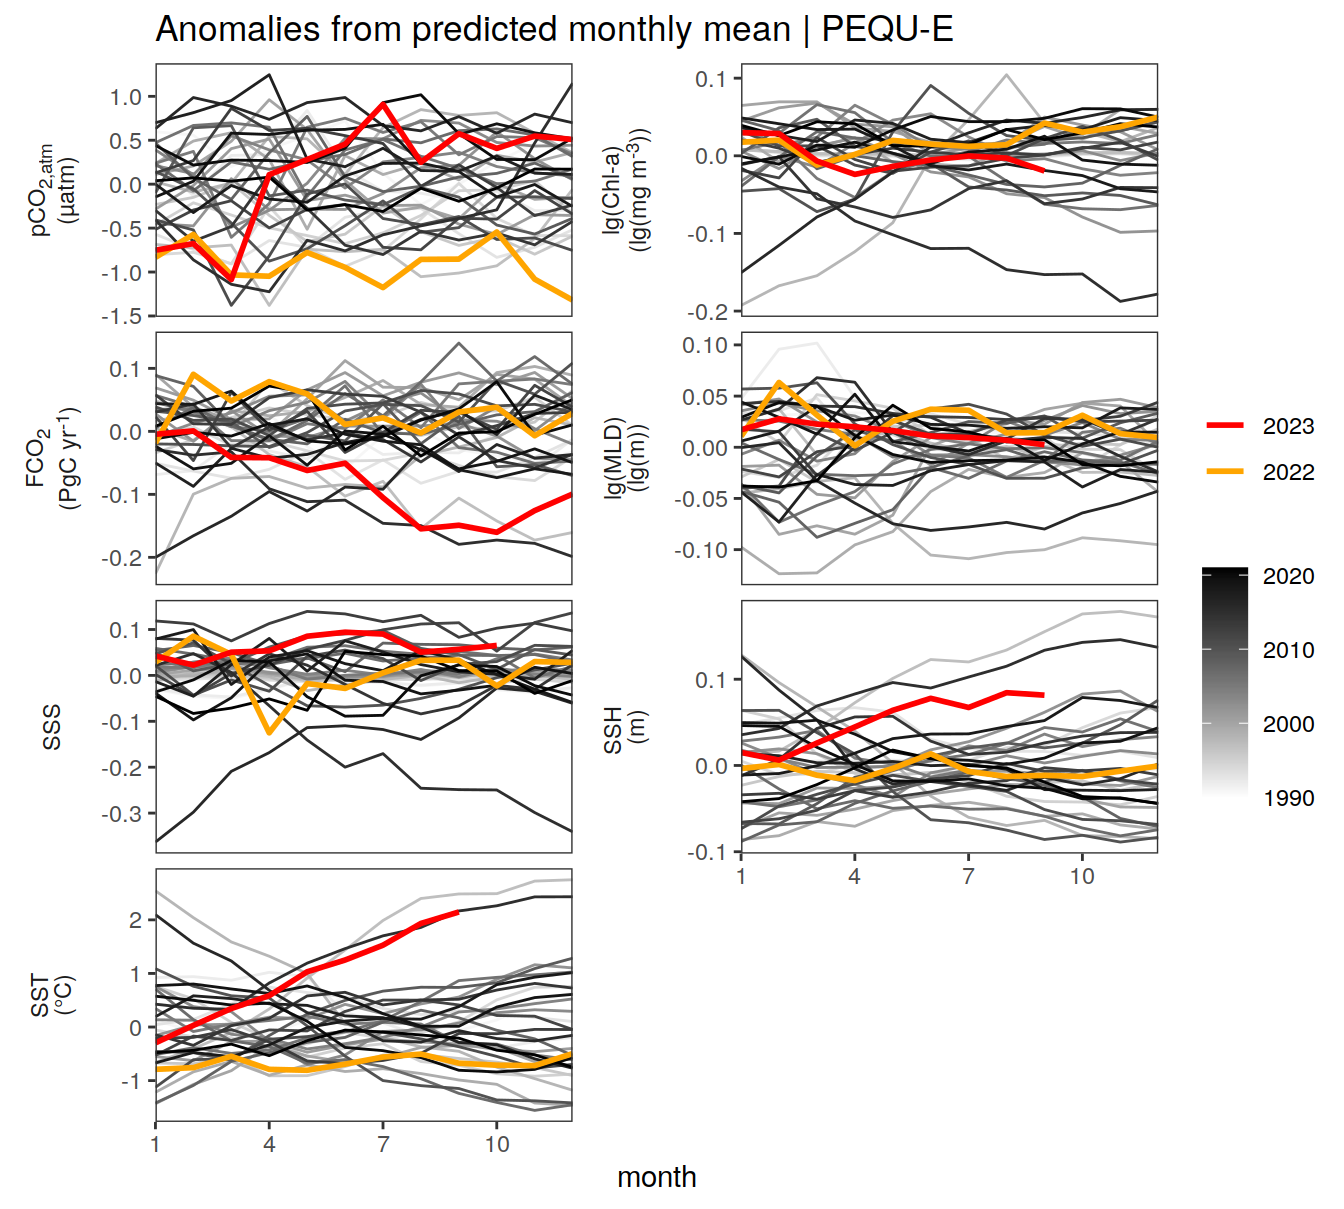 Anomalies from predicted monthly mean | PEQU-E
pCO2,atm
(µatm)
1.0
0.5
0.0
-0.5
-1.0
-1.5
lg(Chl-a)
(lg(mg m-3))
0.1
0.0
-0.1
-0.2
FCO2
(PgC yr-1)
0.1
0.0
-0.1
-0.2
lg(MLD)
(lg(m))
0.10
0.05
0.00
-0.05
-0.10
SSS
0.1
0.0
-0.1
-0.2
-0.3
SSH
(m)
0.1
0.0
-0.1
1 4 7 10
SST
(°C)
2
1
0
-1
1 4 7 10
month
2023
2022
2020
2010
2000
1990